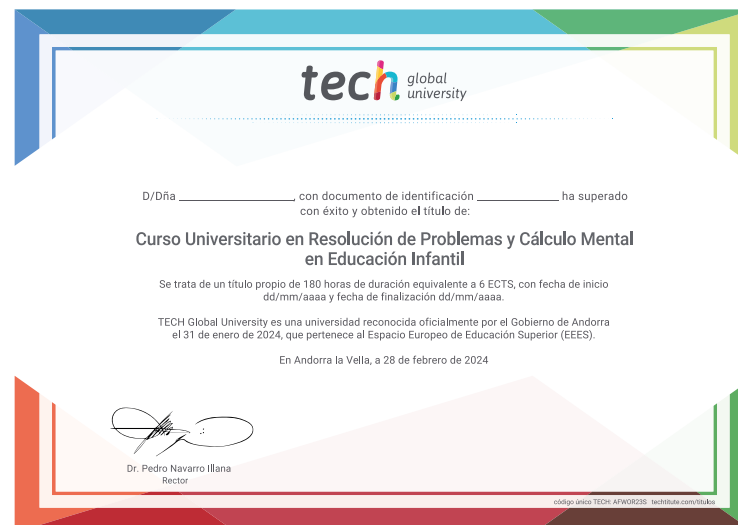 tech global university
D/Dña ______________, con documento de identificación ______________ ha superado
con éxito y obtenido el título de:
Curso Universitario en Resolución de Problemas y Cálculo Mental
en Educación Infantil
Se trata de un título propio de 180 horas de duración equivalente a 6 ECTS, con fecha de inicio
dd/mm/aaaa y fecha de finalización dd/mm/aaaa.
TECH Global University es una universidad reconocida oficialmente por el Gobierno de Andorra
el 31 de enero de 2024, que pertenece al Espacio Europeo de Educación Superior (EEES).
En Andorra la Vella, a 28 de febrero de 2024
Dr. Pedro Navarro Illana
Rector
código único TECH: AFWOR23S techtitute.com/titulos